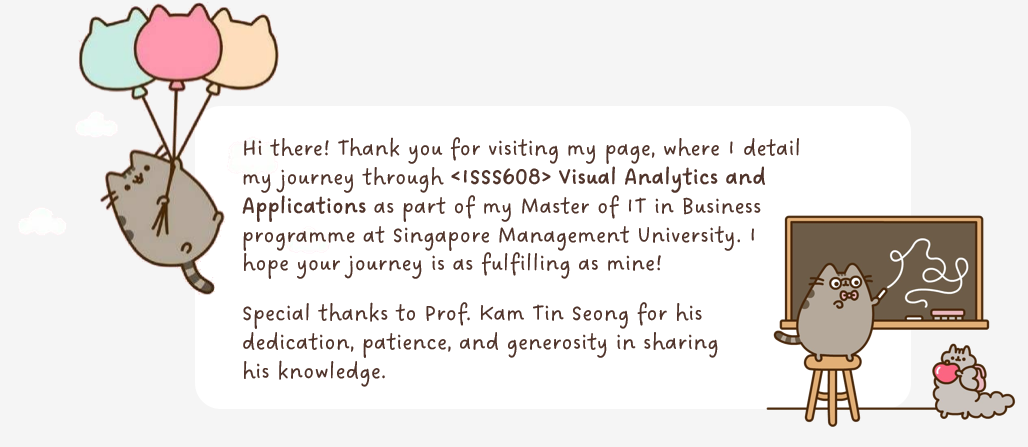 Hi there! Thank you for visiting my page, where I detail
my journey through <ISSS608> Visual Analytics and
Applications as part of my Master of IT in Business
programme at Singapore Management University. I
hope your journey is as fulfilling as mine!
Special thanks to Prof. Kam Tin Seong for his
dedication, patience, and generosity in sharing
his knowledge.